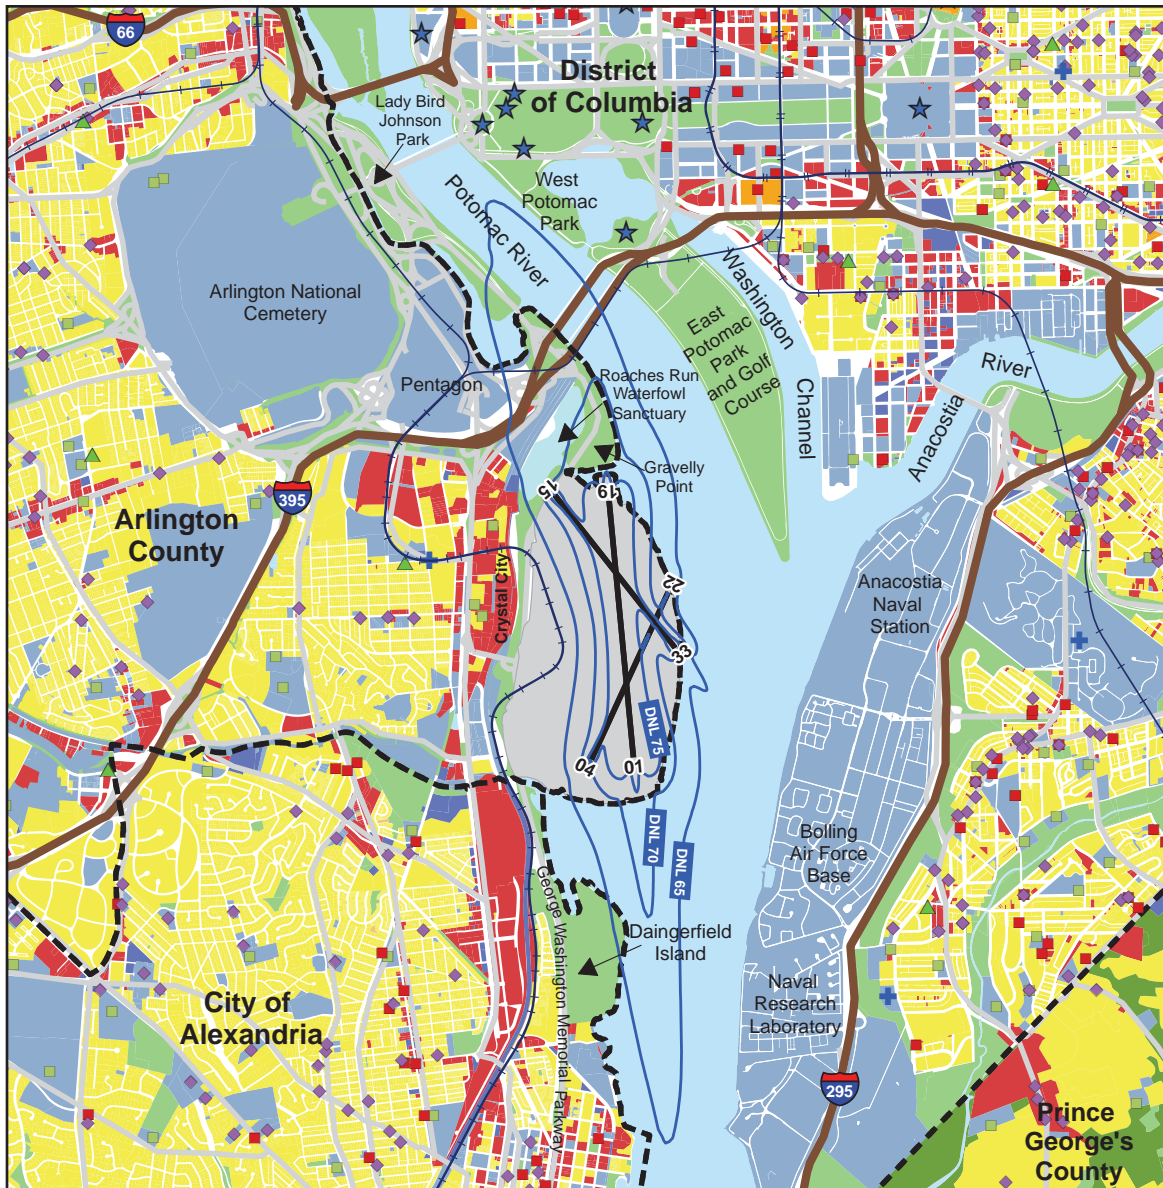 66
District
of Columbia
Lady Bird
Johnson
Park
West
Potomac
Park
Potomac River
Washington
Channel
Arlington National
Cemetery
East
Potomac
Park
and Golf
Course
River
Anacostia
Pentagon
Roaches Run
Waterfowl
Sanctuary
Gravelly
Point
395
15
19
Arlington
County
Crystal City
22
Anacostia
Naval
Station
33
DNL 75
04
01
DNL 70
DNL 65
Bolling
Air Force
Base
George Washington Memorial Parkway
Daingerfield
Island
Naval
Research
Laboratory
City of
Alexandria
295
Prince
George's
County